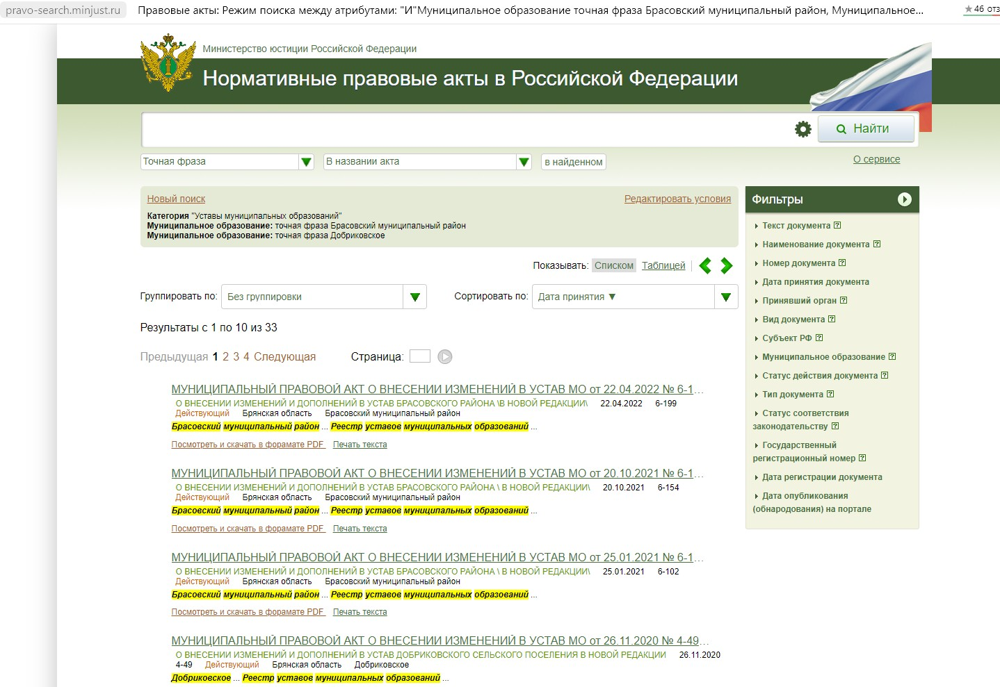 pravo-search.minjust.ru Правовые акты: Режим поиска между атрибутами: "И"Муниципальное образование точная фраза Брасовский муниципальный район, Муниципальное... ★ 46 отз
Министерство юстиции Российской Федерации
Нормативные правовые акты в Российской Федерации
Найти
Точная фраза В названии акта в найденном О сервисе
Новый поиск Редактировать условия
Категория "Уставы муниципальных образований"
Муниципальное образование: точная фраза Брасовский муниципальный район
Муниципальное образование: точная фраза Добриковское
Показывать: Списком Таблицей
Группировать по: Без группировки Сортировать по: Дата принятия ▼
Результаты с 1 по 10 из 33
Предыдущая 1 2 3 4 Следующая Страница:
МУНИЦИПАЛЬНЫЙ ПРАВОВОЙ АКТ О ВНЕСЕНИИ ИЗМЕНЕНИЙ В УСТАВ МО от 22.04.2022 № 6-1...
О ВНЕСЕНИИ ИЗМЕНЕНИЙ И ДОПОЛНЕНИЙ В УСТАВ БРАСОВСКОГО РАЙОНА \В НОВОЙ РЕДАКЦИИ\ 22.04.2022 6-199
Действующий Брянская область Брасовский муниципальный район
Брасовский муниципальный район ... Реестр уставов муниципальных образований ...
Посмотреть и скачать в формате PDF Печать текста
МУНИЦИПАЛЬНЫЙ ПРАВОВОЙ АКТ О ВНЕСЕНИИ ИЗМЕНЕНИЙ В УСТАВ МО от 20.10.2021 № 6-1...
О ВНЕСЕНИИ ИЗМЕНЕНИЙ И ДОПОЛНЕНИЙ В УСТАВ БРАСОВСКОГО РАЙОНА \ В НОВОЙ РЕДАКЦИИ\ 20.10.2021 6-154
Действующий Брянская область Брасовский муниципальный район
Брасовский муниципальный район ... Реестр уставов муниципальных образований ...
Посмотреть и скачать в формате PDF Печать текста
МУНИЦИПАЛЬНЫЙ ПРАВОВОЙ АКТ О ВНЕСЕНИИ ИЗМЕНЕНИЙ В УСТАВ МО от 25.01.2021 № 6-1...
О ВНЕСЕНИИ ИЗМЕНЕНИЙ И ДОПОЛНЕНИЙ В УСТАВ БРАСОВСКОГО РАЙОНА \ В НОВОЙ РЕДАКЦИИ\ 25.01.2021 6-102
Действующий Брянская область Брасовский муниципальный район
Брасовский муниципальный район ... Реестр уставов муниципальных образований ...
Посмотреть и скачать в формате PDF Печать текста
МУНИЦИПАЛЬНЫЙ ПРАВОВОЙ АКТ О ВНЕСЕНИИ ИЗМЕНЕНИЙ В УСТАВ МО от 26.11.2020 № 4-49...
О ВНЕСЕНИИ ИЗМЕНЕНИЙ И ДОПОЛНЕНИЙ В УСТАВ ДОБРИКОВСКОГО СЕЛЬСКОГО ПОСЕЛЕНИЯ В НОВОЙ РЕДАКЦИИ 26.11.2020
4-49 Действующий Брянская область Добриковское
Добриковское ... Реестр уставов муниципальных образований ...
Фильтры
Текст документа ?
Наименование документа ?
Номер документа ?
Дата принятия документа
Принявший орган ?
Вид документа ?
Субъект РФ ?
Муниципальное образование ?
Статус действия документа ?
Тип документа ?
Статус соответствия
законодательству ?
Государственный
регистрационный номер ?
Дата регистрации документа
Дата опубликования
(обнародования) на портале